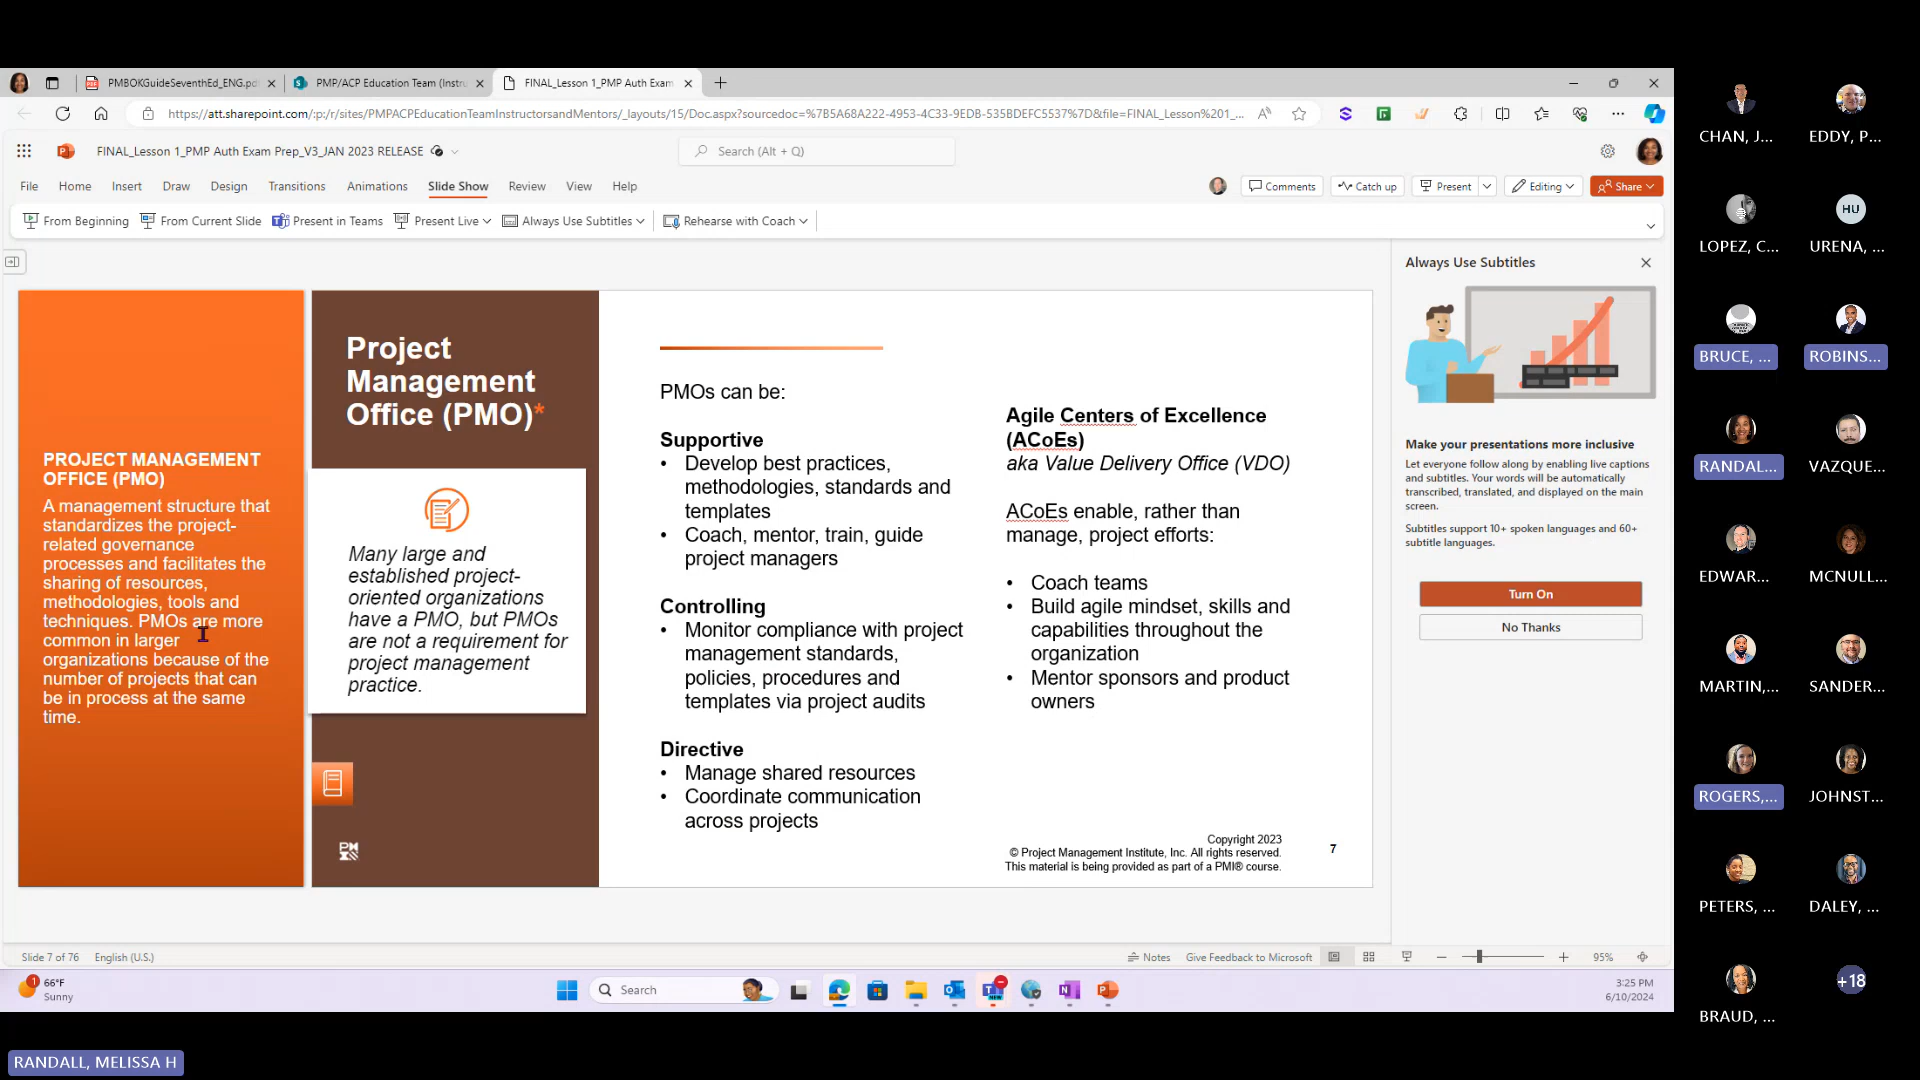 PMBOKGuideSeventhEd_ENG.pd
PMP/ACP Education Team (Instru
FINAL_Lesson 1_PMP Auth Exam
https://att.sharepoint.com/:p:/r/sites/PMPACPEducationTeamInstructorsandMentors/_layouts/15/Doc.aspx?sourcedoc=%7B5A68A222-4953-4C33-9EDB-535BDEFC5537%7D&file=FINAL_Lesson%201_...
FINAL_Lesson 1_PMP Auth Exam Prep_V3_JAN 2023 RELEASE
Search (Alt + Q)
File Home Insert Draw Design Transitions Animations Slide Show Review View Help
Comments Catch up Present Editing Share
From Beginning From Current Slide Present in Teams Present Live Always Use Subtitles Rehearse with Coach
PROJECT MANAGEMENT
OFFICE (PMO)
A management structure that
standardizes the project-
related governance
processes and facilitates the
sharing of resources,
methodologies, tools and
techniques. PMOs are more
common in larger
organizations because of the
number of projects that can
be in process at the same
time.
Project
Management
Office (PMO)*
Many large and
established project-
oriented organizations
have a PMO, but PMOs
are not a requirement for
project management
practice.
PMOs can be:
Supportive
• Develop best practices,
methodologies, standards and
templates
• Coach, mentor, train, guide
project managers
Controlling
• Monitor compliance with project
management standards,
policies, procedures and
templates via project audits
Directive
• Manage shared resources
• Coordinate communication
across projects
Agile Centers of Excellence
(ACoEs)
aka Value Delivery Office (VDO)
ACoEs enable, rather than
manage, project efforts:
• Coach teams
• Build agile mindset, skills and
capabilities throughout the
organization
• Mentor sponsors and product
owners
Copyright 2023
© Project Management Institute, Inc. All rights reserved.
This material is being provided as part of a PMI® course.
7
Always Use Subtitles
Make your presentations more inclusive
Let everyone follow along by enabling live captions
and subtitles. Your words will be automatically
transcribed, translated, and displayed on the main
screen.
Subtitles support 10+ spoken languages and 60+
subtitle languages.
Turn On
No Thanks
Slide 7 of 76 English (U.S.)
Notes Give Feedback to Microsoft 95%
1
66°F
Sunny
Search
NEW
3:25 PM
6/10/2024
CHAN, J... EDDY, P...
HU
LOPEZ, C... URENA, ...
BRUCE, ... ROBINS...
RANDAL... VAZQUE...
EDWAR... MCNULL...
MARTIN,... SANDER...
ROGERS,... JOHNST...
PETERS, ... DALEY, ...
+18
BRAUD, ...
RANDALL, MELISSA H